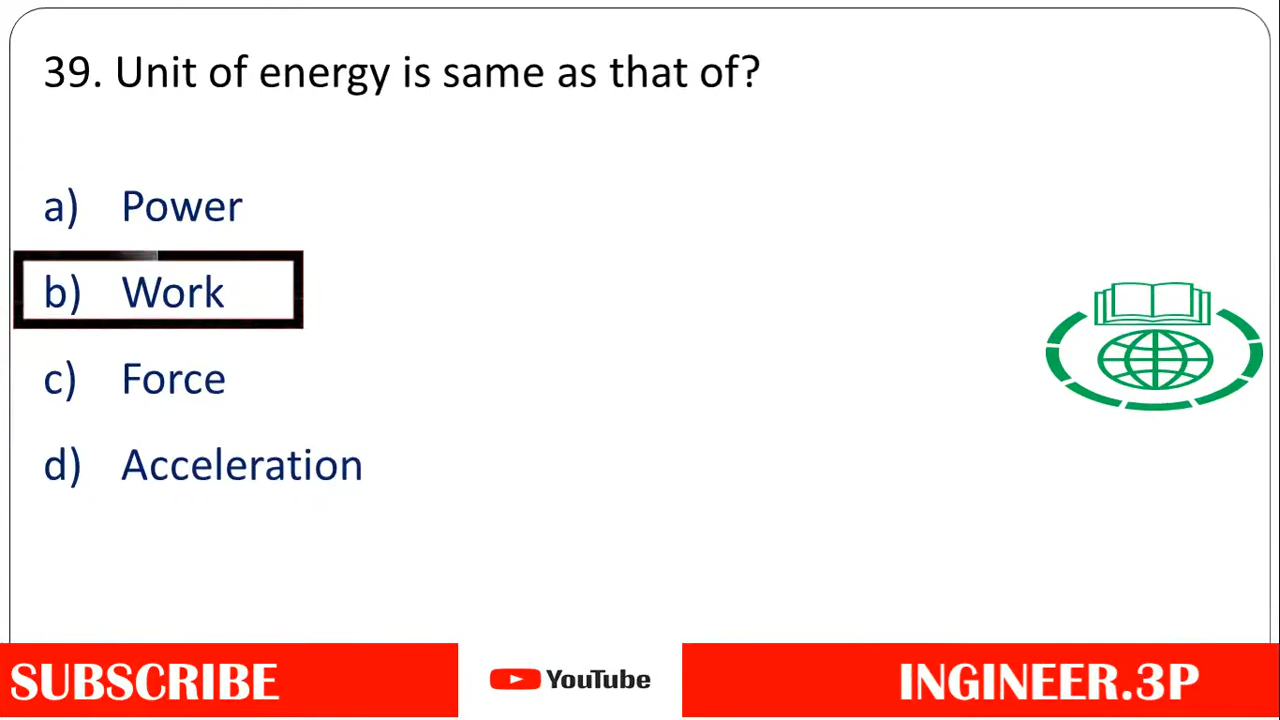 39. Unit of energy is same as that of?
a) Power
b) Work
c) Force
d) Acceleration
SUBSCRIBE YouTube INGINEER.3P